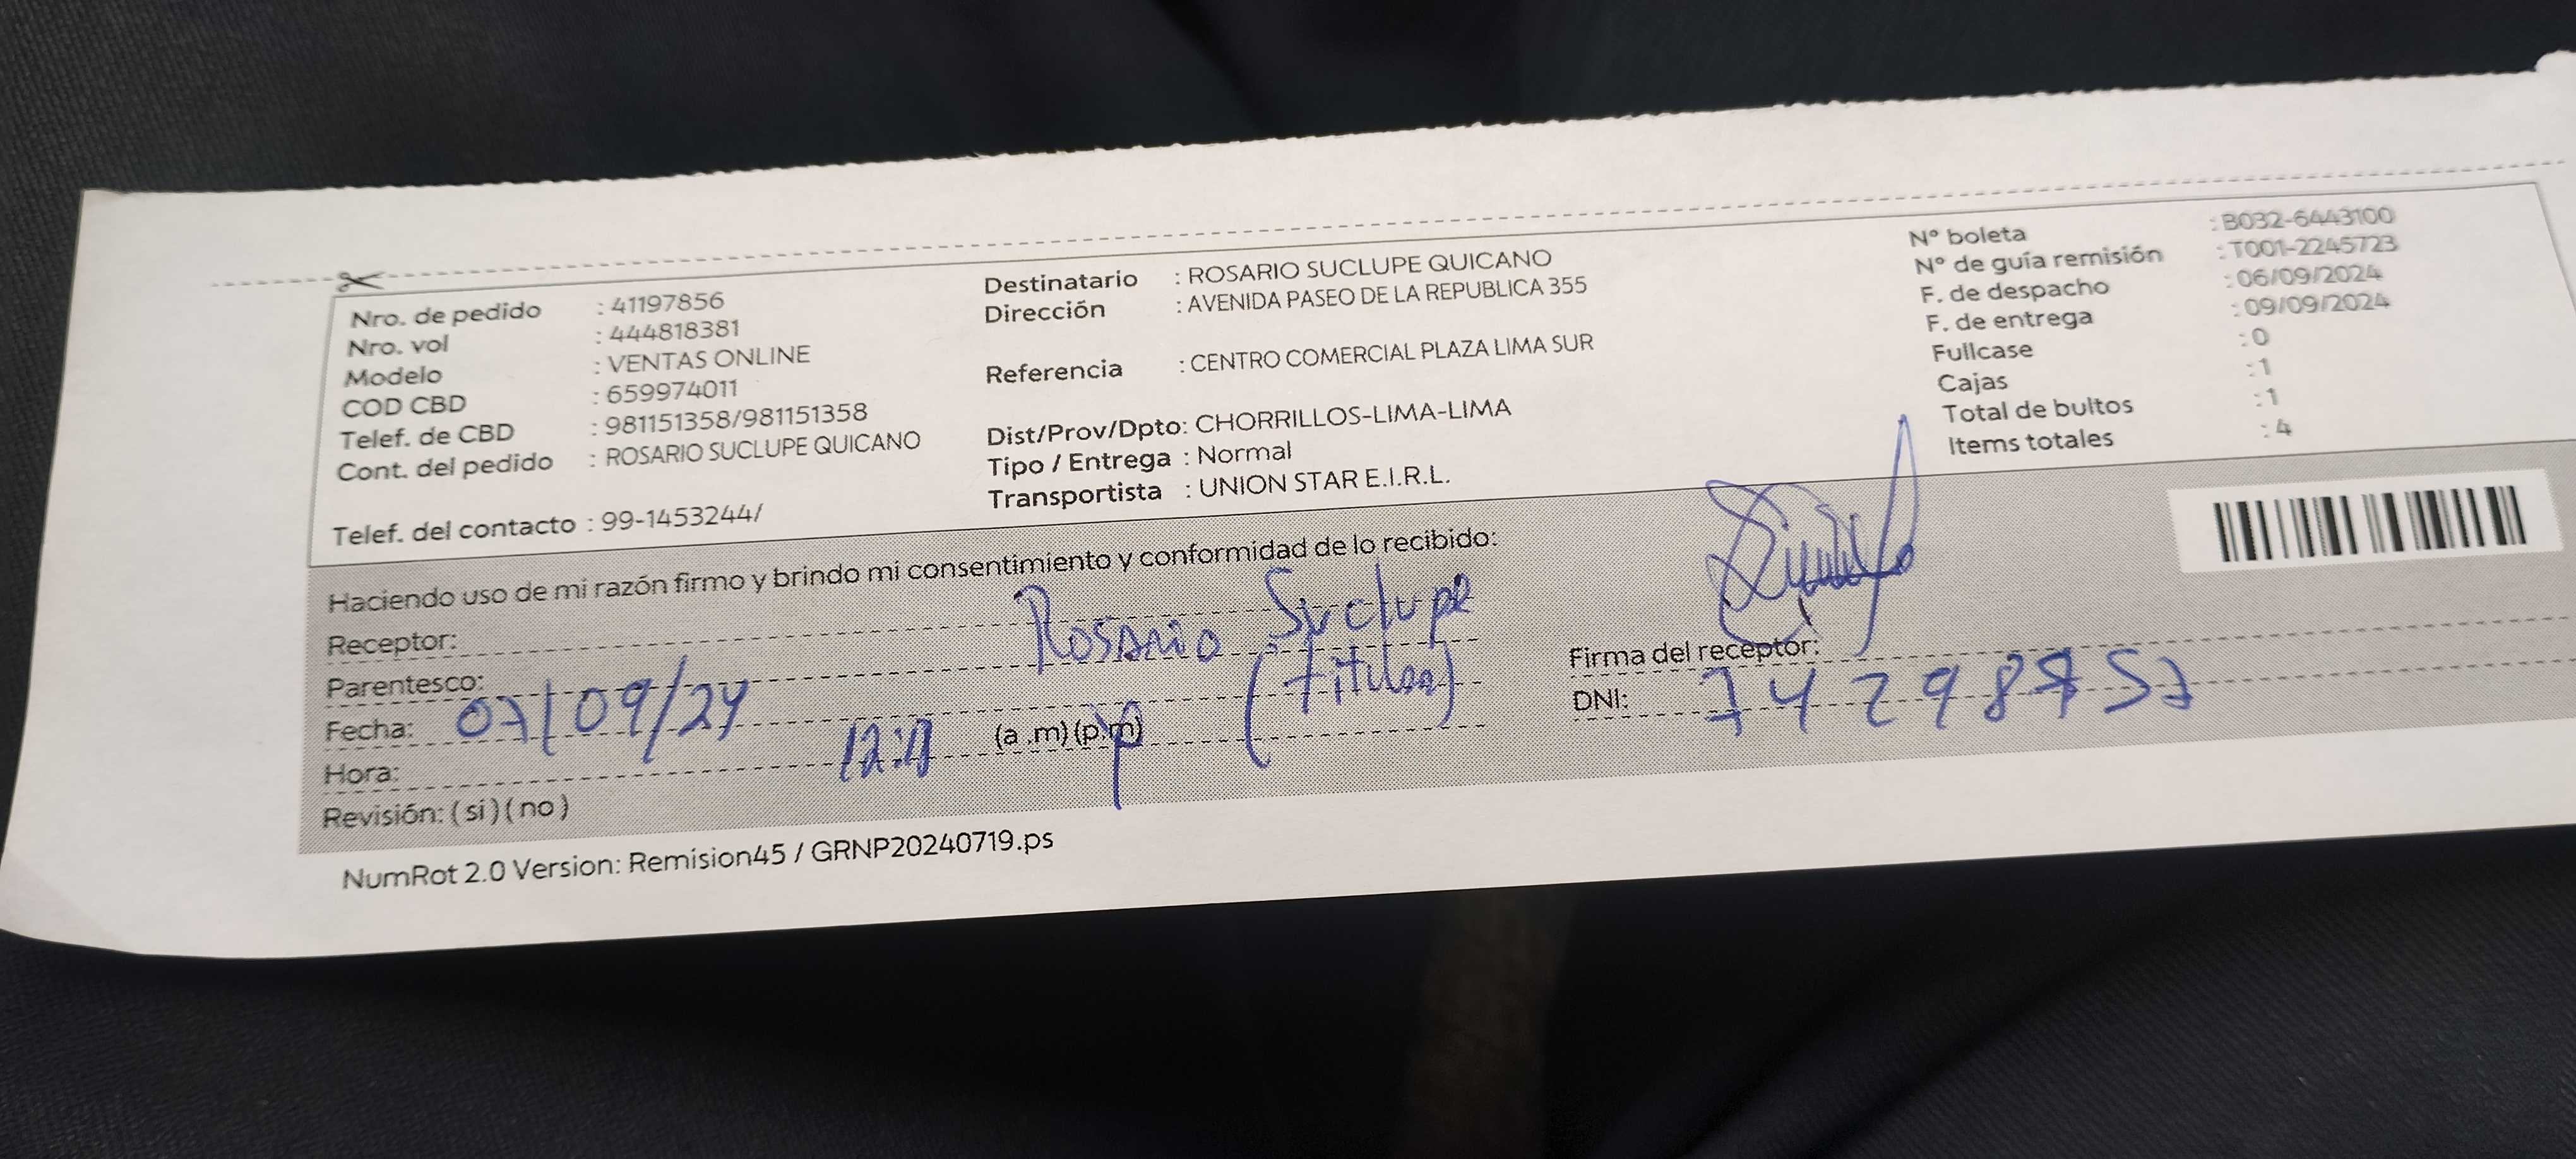 Nro. de pedido : 41197856
Nro. vol : 444818381
Modelo : VENTAS ONLINE
COD CBD : 659974011
Telef. de CBD : 981151358/981151358
Cont. del pedido : ROSARIO SUCLUPE QUICANO
Telef. del contacto : 99-1453244/
Destinatario : ROSARIO SUCLUPE QUICANO
Dirección : AVENIDA PASEO DE LA REPUBLICA 355
Referencia : CENTRO COMERCIAL PLAZA LIMA SUR
Dist/Prov/Dpto: CHORRILLOS-LIMA-LIMA
Tipo / Entrega : Normal
Transportista : UNION STAR E.I.R.L.
N° boleta : B032-6443100
N° de guía remisión : T001-2245723
F. de despacho : 06/09/2024
F. de entrega : 09/09/2024
Fullcase : 0
Cajas : 1
Total de bultos : 1
Items totales : 4
Haciendo uso de mi razón firmo y brindo mi consentimiento y conformidad de lo recibido:
Receptor: Rosario Suclupe
Parentesco: (titular)
Fecha: 07/09/24
Hora: (a .m) (p.m)
Revisión: ( si ) ( no )
Firma del receptor:
DNI:
NumRot 2.0 Version: Remision45 / GRNP20240719.ps